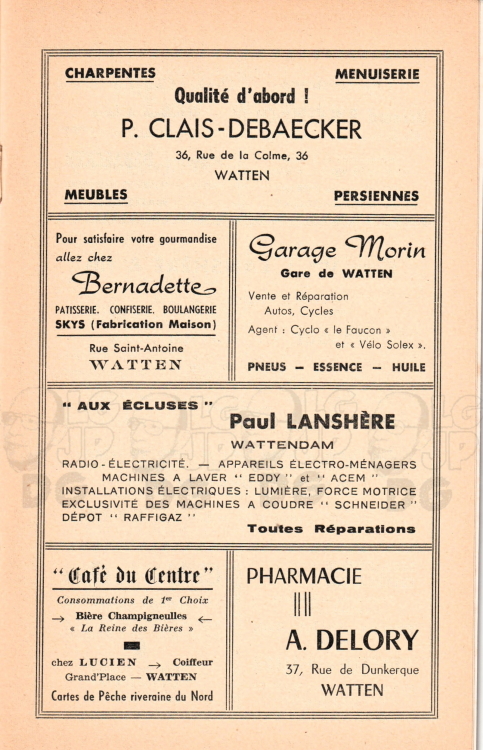 CHARPENTES MENUISERIE
Qualité d'abord !
P. CLAIS-DEBAECKER
36, Rue de la Colme, 36
WATTEN
MEUBLES PERSIENNES
Pour satisfaire votre gourmandise
allez chez
Bernadette
PATISSERIE. CONFISERIE. BOULANGERIE
SKYS (Fabrication Maison)
Rue Saint-Antoine
WATTEN
Garage Morin
Gare de WATTEN
Vente et Réparation
Autos, Cycles
Agent : Cyclo « le Faucon »
et « Vélo Solex ».
PNEUS — ESSENCE — HUILE
" AUX ÉCLUSES "
Paul LANSHÈRE
WATTENDAM
RADIO-ÉLECTRICITÉ. — APPAREILS ÉLECTRO-MÉNAGERS
MACHINES A LAVER " EDDY " et " ACEM "
INSTALLATIONS ÉLECTRIQUES : LUMIÈRE, FORCE MOTRICE
EXCLUSIVITÉ DES MACHINES A COUDRE " SCHNEIDER "
DÉPOT " RAFFIGAZ "
Toutes Réparations
"Café du Centre"
Consommations de 1er Choix
→ Bière Champigneulles ←
« La Reine des Bières »
chez LUCIEN → Coiffeur
Grand'Place — WATTEN
Cartes de Pêche riveraine du Nord
PHARMACIE
A. DELORY
37, Rue de Dunkerque
WATTEN